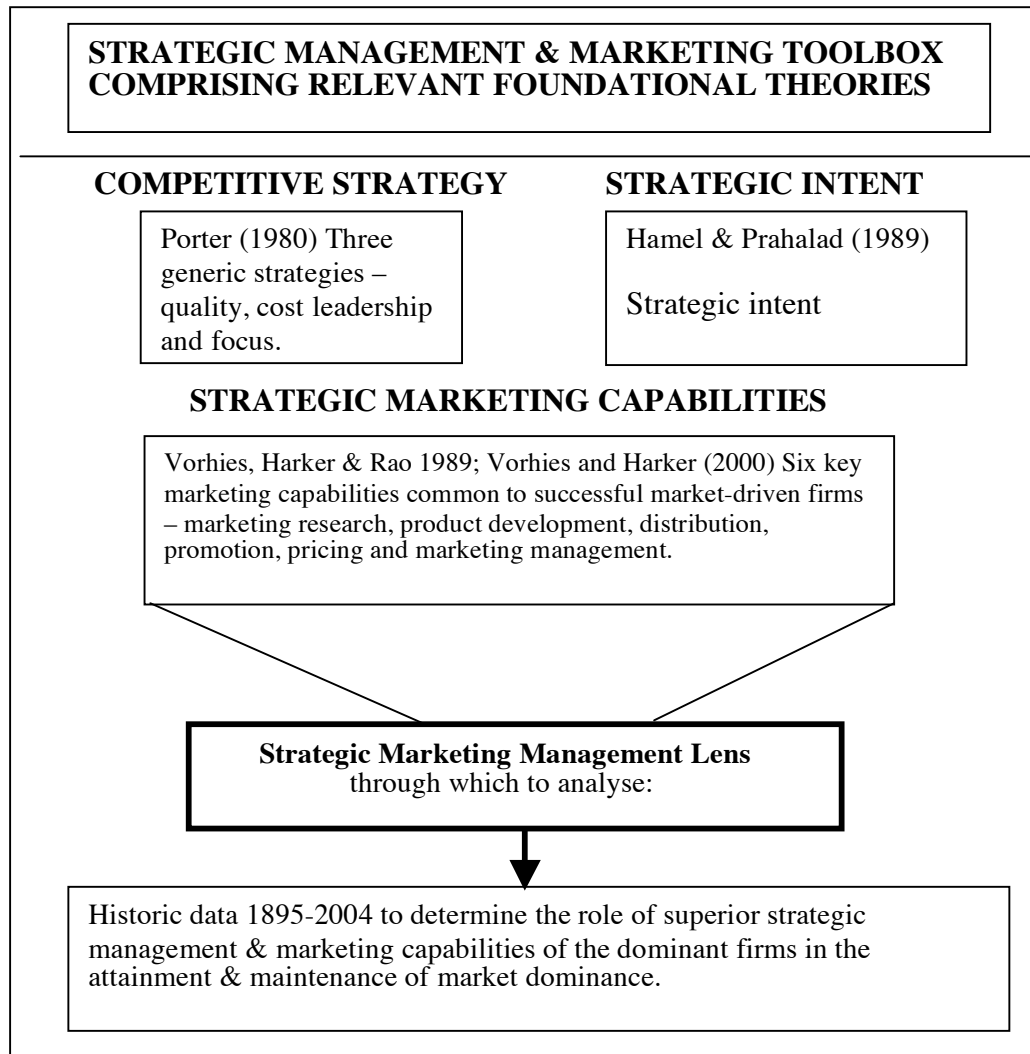 STRATEGIC MANAGEMENT & MARKETING TOOLBOX
COMPRISING RELEVANT FOUNDATIONAL THEORIES
COMPETITIVE STRATEGY
Porter (1980) Three
generic strategies –
quality, cost leadership
and focus.
STRATEGIC INTENT
Hamel & Prahalad (1989)
Strategic intent
STRATEGIC MARKETING CAPABILITIES
Vorhies, Harker & Rao 1989; Vorhies and Harker (2000) Six key
marketing capabilities common to successful market-driven firms
– marketing research, product development, distribution,
promotion, pricing and marketing management.
Strategic Marketing Management Lens
through which to analyse:
Historic data 1895-2004 to determine the role of superior strategic
management & marketing capabilities of the dominant firms in the
attainment & maintenance of market dominance.